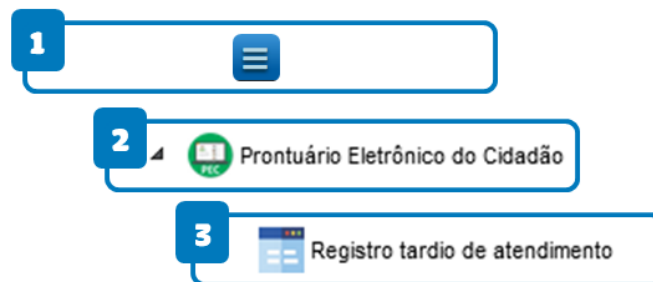 1
2
Prontuário Eletrônico do Cidadão
PEC
3
Registro tardio de atendimento